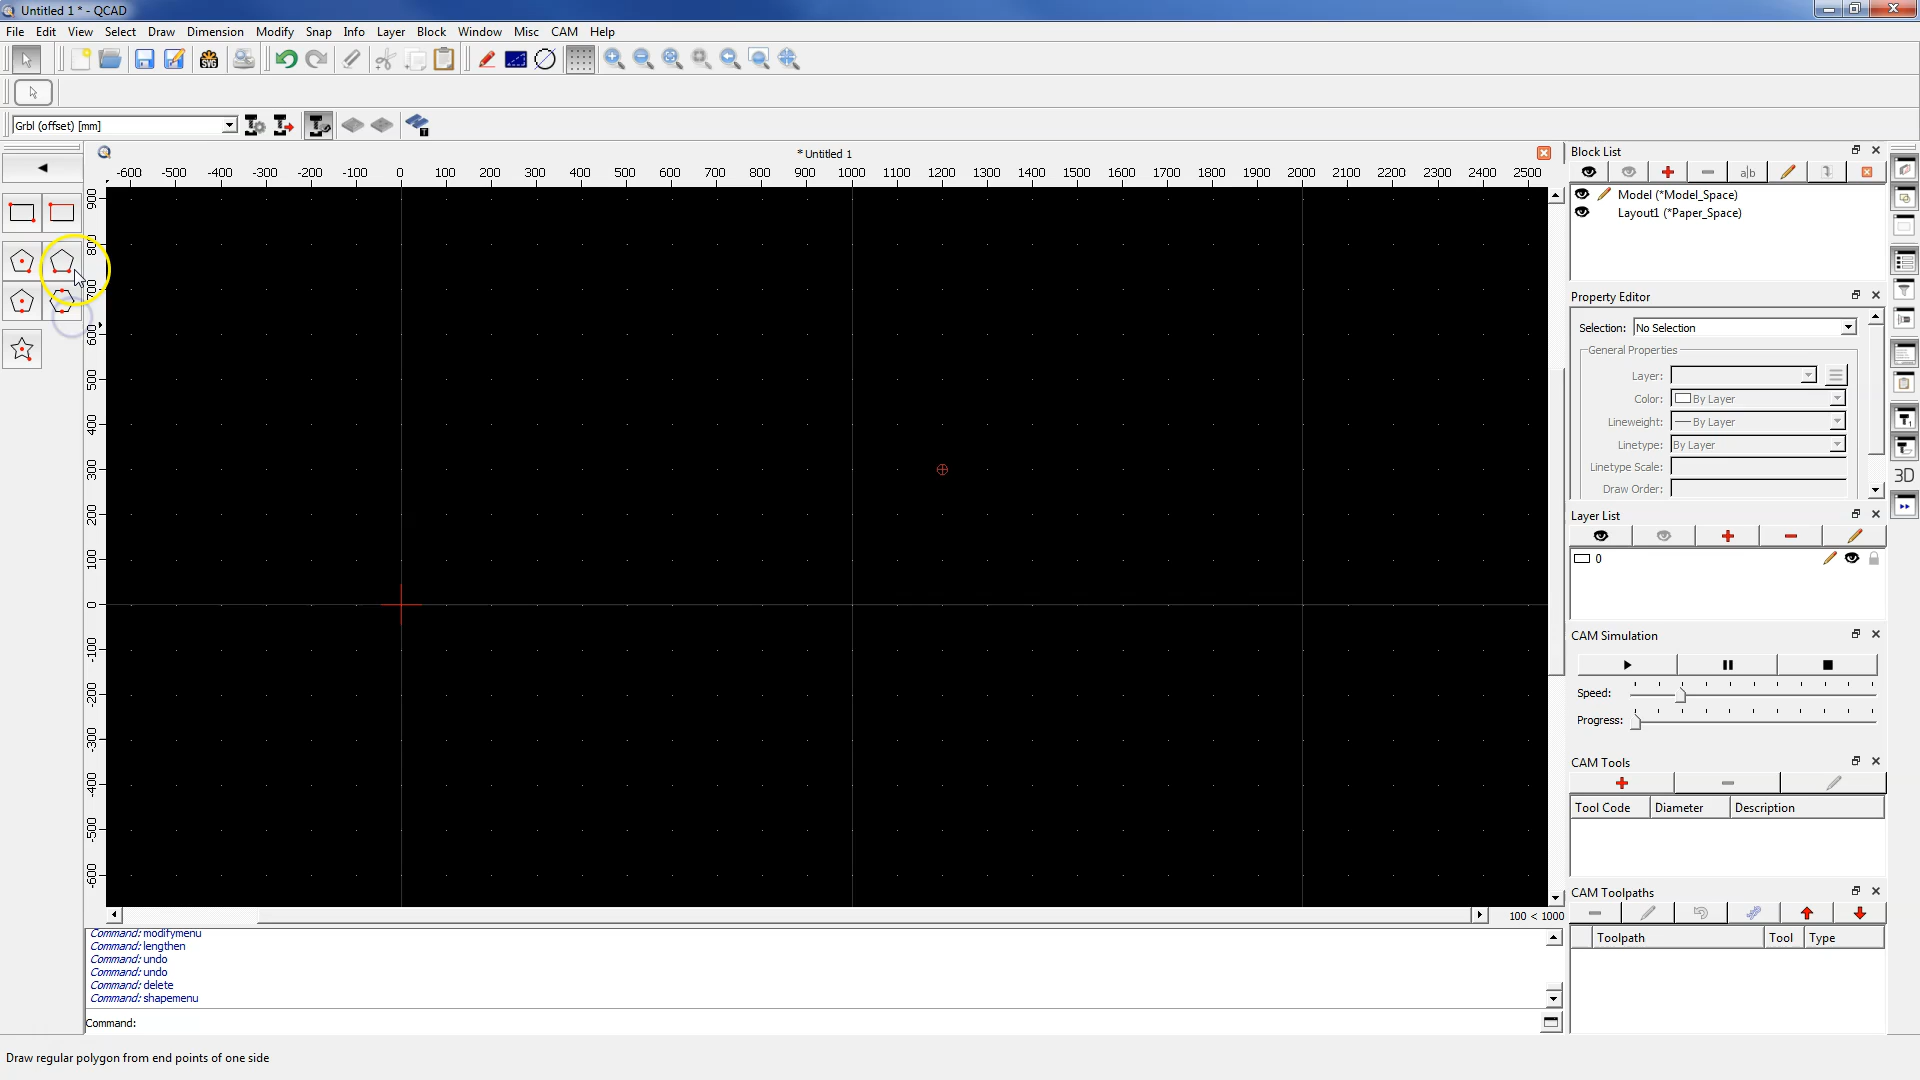 Untitled 1 * - QCAD
File Edit View Select Draw Dimension Modify Snap Info Layer Block Window Misc CAM Help
SVG
Grbl (offset) [mm]
* Untitled 1
-600 -500 -400 -300 -200 -100 0 100 200 300 400 500 600 700 800 900 1000 1100 1200 1300 1400 1500 1600 1700 1800 1900 2000 2100 2200 2300 2400 2500
900
800
700
600
500
400
300
200
100
0
-100
-200
-300
-400
-500
-600
100 < 1000
Command: modifymenu
Command: lengthen
Command: undo
Command: undo
Command: delete
Command: shapemenu
Command:
Draw regular polygon from end points of one side
Block List
a|b
Model (*Model_Space)
Layout1 (*Paper_Space)
Property Editor
Selection: No Selection
General Properties
Layer:
Color: By Layer
Lineweight: By Layer
Linetype: By Layer
Linetype Scale:
Draw Order:
Layer List
0
CAM Simulation
Speed:
Progress:
CAM Tools
Tool Code Diameter Description
CAM Toolpaths
Toolpath Tool Type
3D